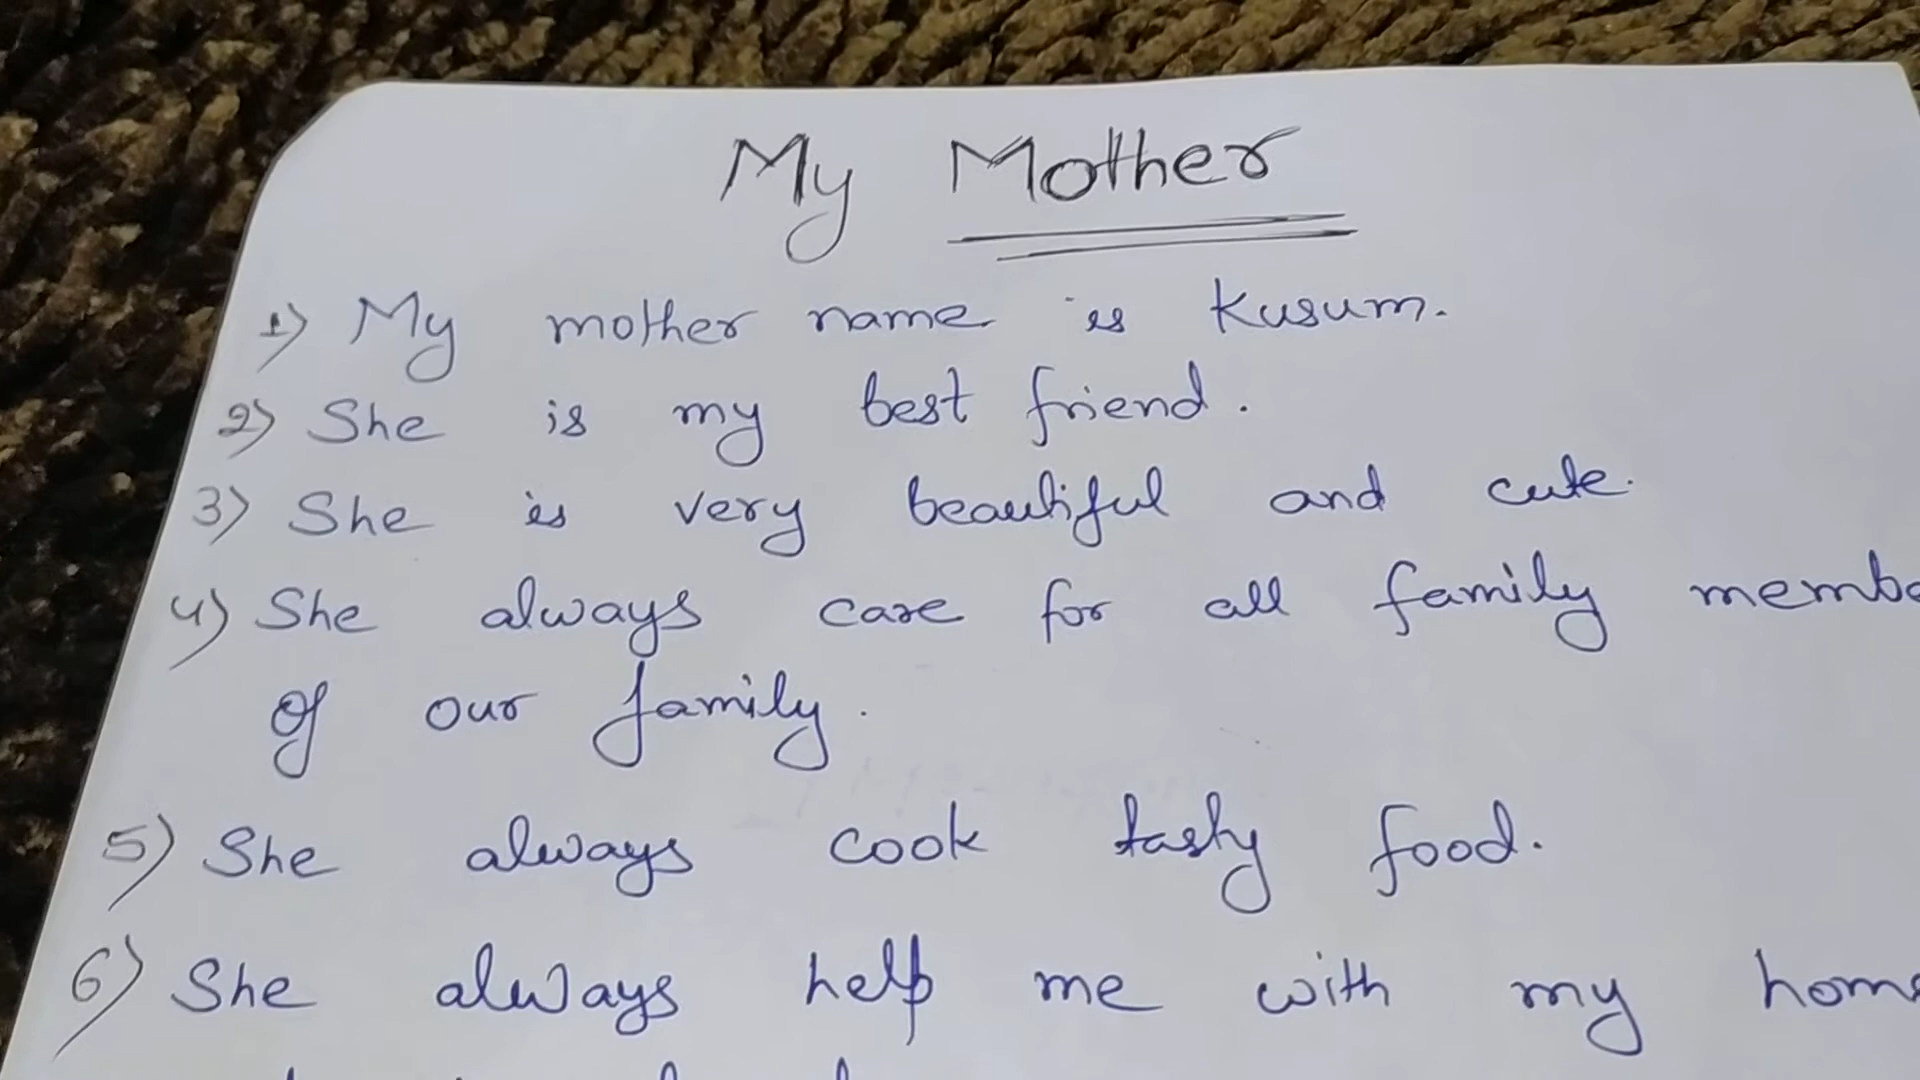 My Mother
1) My mother name is Kusum.
2) She is my best friend.
3) She is very beautiful and cute.
4) She always care for all family membe
of our family.
5) She always cook tasty food.
6) She always help me with my home